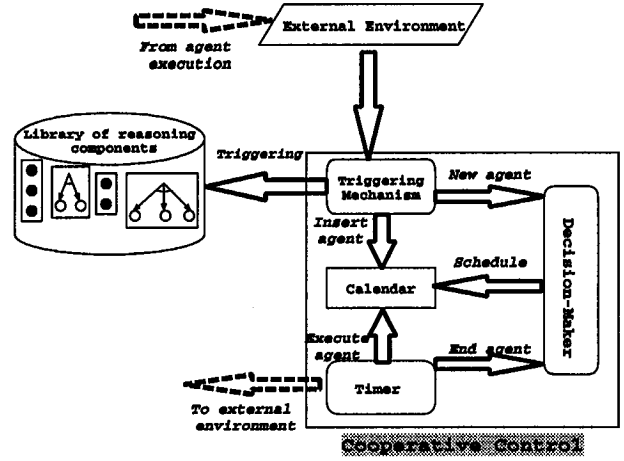 External Environment
From agent
execution
Library of reasoning
components
Triggering
Triggering
Mechanism
New agent
Insert
agent
Decision-Maker
Schedule
Calendar
Execute
agent
End agent
Timer
To external
environment
Cooperative Control